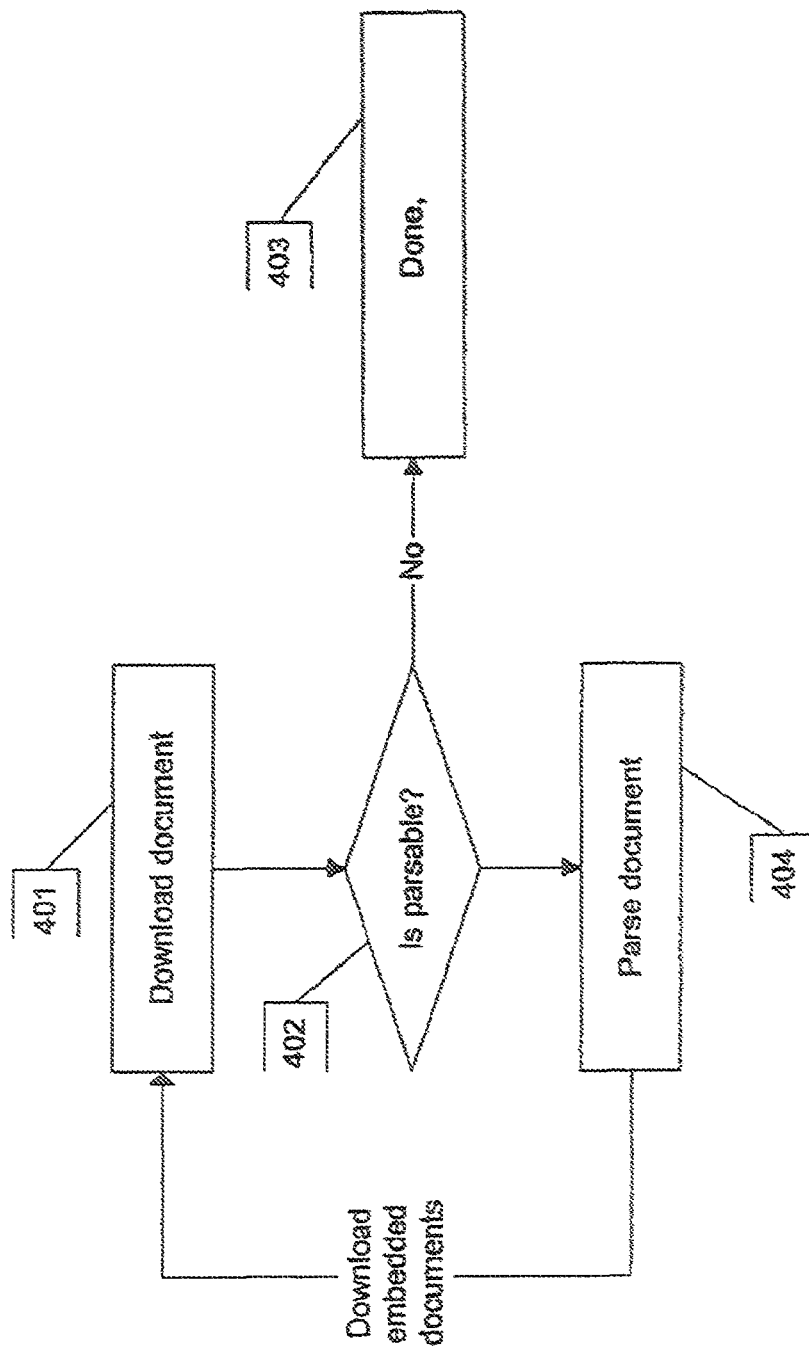 401
Download document
402
Is parsable?
No
403
Done,
Parse document
404
Download
embedded
documents